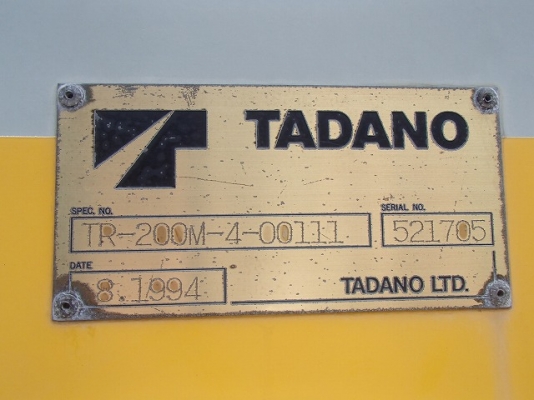 TADANO
SPEC. NO. SERIAL NO.
TR-200M-4-00111 521705
DATE
8.1994
TADANO LTD.